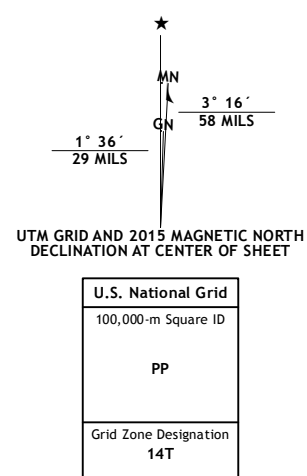 ★
MN
3° 16´
58 MILS
GN
1° 36´
29 MILS
UTM GRID AND 2015 MAGNETIC NORTH
DECLINATION AT CENTER OF SHEET
U.S. National Grid
100,000-m Square ID
PP
Grid Zone Designation
14T